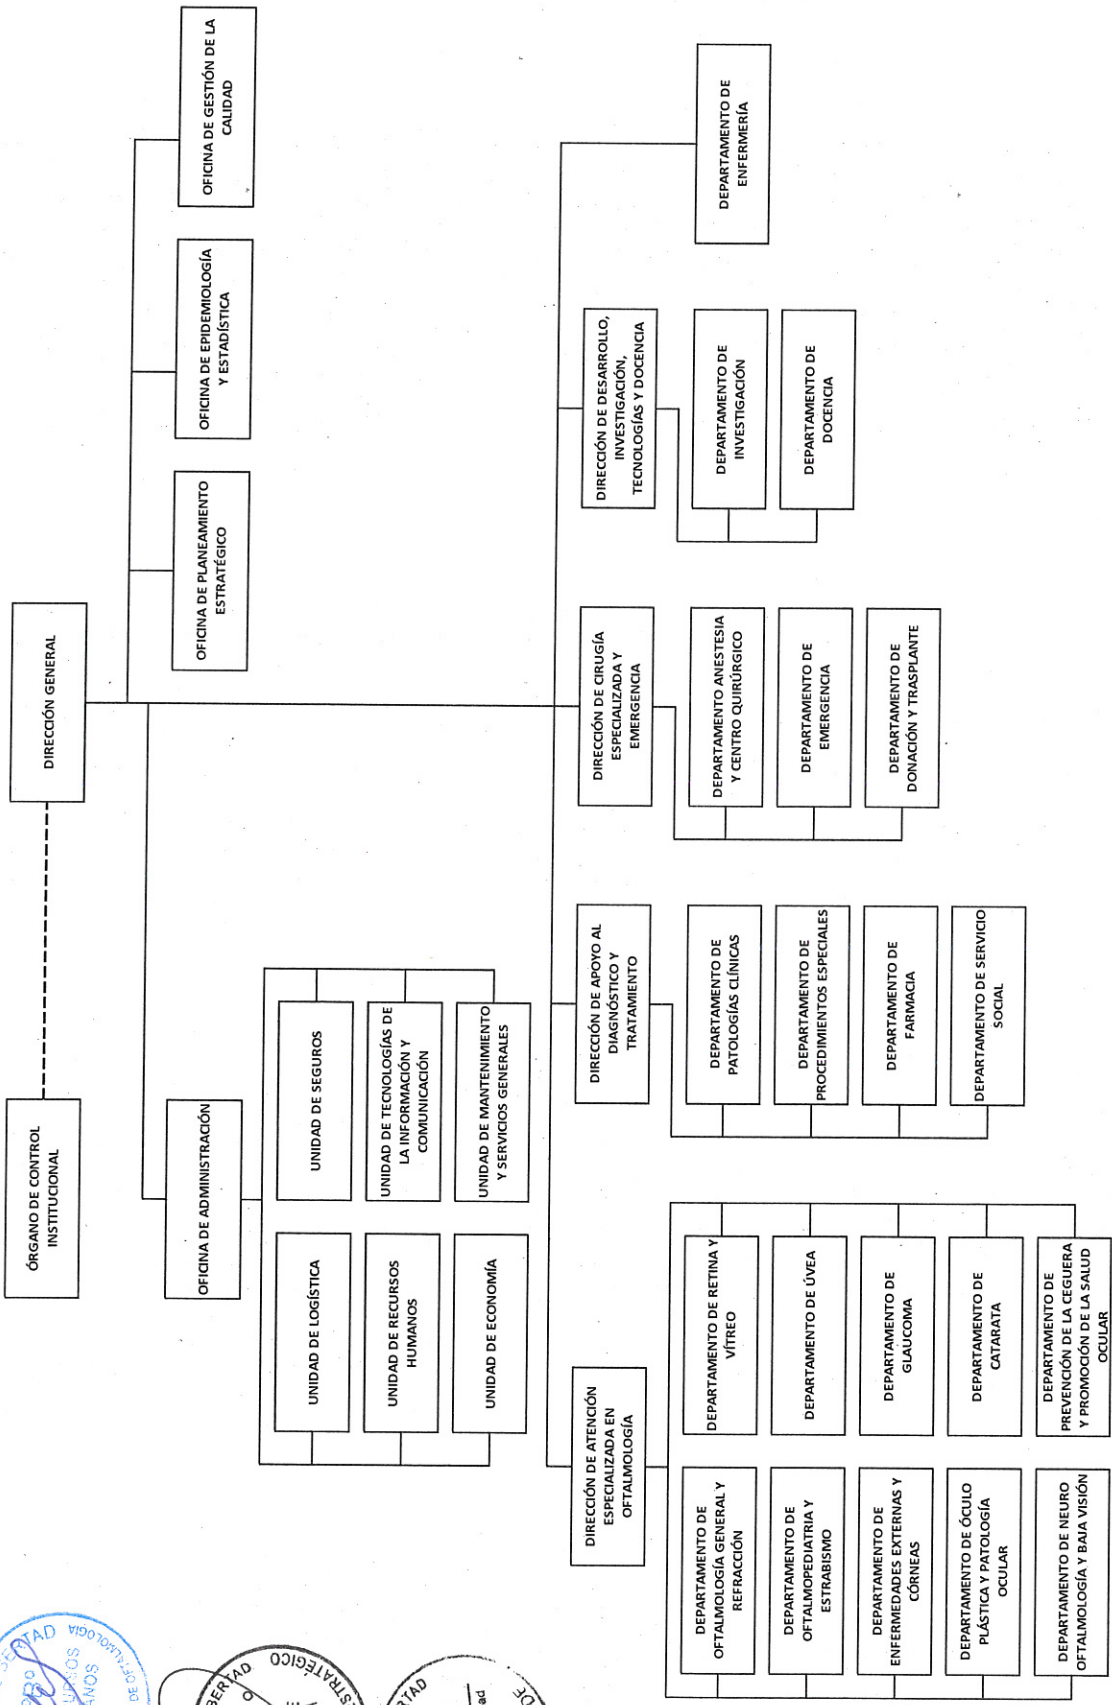 ÓRGANO DE CONTROL
INSTITUCIONAL
DIRECCIÓN GENERAL
OFICINA DE PLANEAMIENTO
ESTRATÉGICO
OFICINA DE EPIDEMIOLOGÍA
Y ESTADÍSTICA
OFICINA DE GESTIÓN DE LA
CALIDAD
OFICINA DE ADMINISTRACIÓN
UNIDAD DE LOGÍSTICA
UNIDAD DE SEGUROS
UNIDAD DE RECURSOS
HUMANOS
UNIDAD DE TECNOLOGÍAS DE
LA INFORMACIÓN Y
COMUNICACIÓN
UNIDAD DE ECONOMÍA
UNIDAD DE MANTENIMIENTO
Y SERVICIOS GENERALES
DIRECCIÓN DE ATENCIÓN
ESPECIALIZADA EN
OFTALMOLOGÍA
DEPARTAMENTO DE
OFTALMOLOGÍA GENERAL Y
REFRACCIÓN
DEPARTAMENTO DE RETINA Y
VÍTREO
DEPARTAMENTO DE
OFTALMOPEDIATRIA Y
ESTRABISMO
DEPARTAMENTO DE ÚVEA
DEPARTAMENTO DE
ENFERMEDADES EXTERNAS Y
CÓRNEAS
DEPARTAMENTO DE
GLAUCOMA
DEPARTAMENTO DE ÓCULO
PLÁSTICA Y PATOLOGÍA
OCULAR
DEPARTAMENTO DE
CATARATA
DEPARTAMENTO DE NEURO
OFTALMOLOGÍA Y BAJA VISIÓN
DEPARTAMENTO DE
PREVENCIÓN DE LA CEGUERA
Y PROMOCIÓN DE LA SALUD
OCULAR
DIRECCIÓN DE APOYO AL
DIAGNÓSTICO Y
TRATAMIENTO
DEPARTAMENTO DE
PATOLOGÍAS CLÍNICAS
DEPARTAMENTO DE
PROCEDIMIENTOS ESPECIALES
DEPARTAMENTO DE
FARMACIA
DEPARTAMENTO DE SERVICIO
SOCIAL
DIRECCIÓN DE CIRUGÍA
ESPECIALIZADA Y
EMERGENCIA
DEPARTAMENTO ANESTESIA
Y CENTRO QUIRÚRGICO
DEPARTAMENTO DE
EMERGENCIA
DEPARTAMENTO DE
DONACIÓN Y TRASPLANTE
DIRECCIÓN DE DESARROLLO,
INVESTIGACIÓN,
TECNOLOGÍAS Y DOCENCIA
DEPARTAMENTO DE
INVESTIGACIÓN
DEPARTAMENTO DE
DOCENCIA
DEPARTAMENTO DE
ENFERMERÍA
DE OFTALMOLOGIA